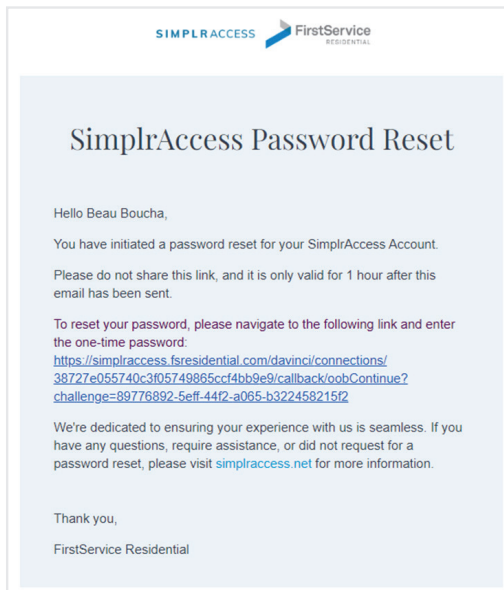 SIMPLRACCESS FirstService
RESIDENTIAL
SimplrAccess Password Reset
Hello Beau Boucha,
You have initiated a password reset for your SimplrAccess Account.
Please do not share this link, and it is only valid for 1 hour after this
email has been sent.
To reset your password, please navigate to the following link and enter
the one-time password:
https://simplraccess.fsresidential.com/davinci/connections/
38727e055740c3f05749865ccf4bb9e9/callback/oobContinue?
challenge=89776892-5eff-44f2-a065-b322458215f2
We're dedicated to ensuring your experience with us is seamless. If you
have any questions, require assistance, or did not request for a
password reset, please visit simplraccess.net for more information.
Thank you,
FirstService Residential